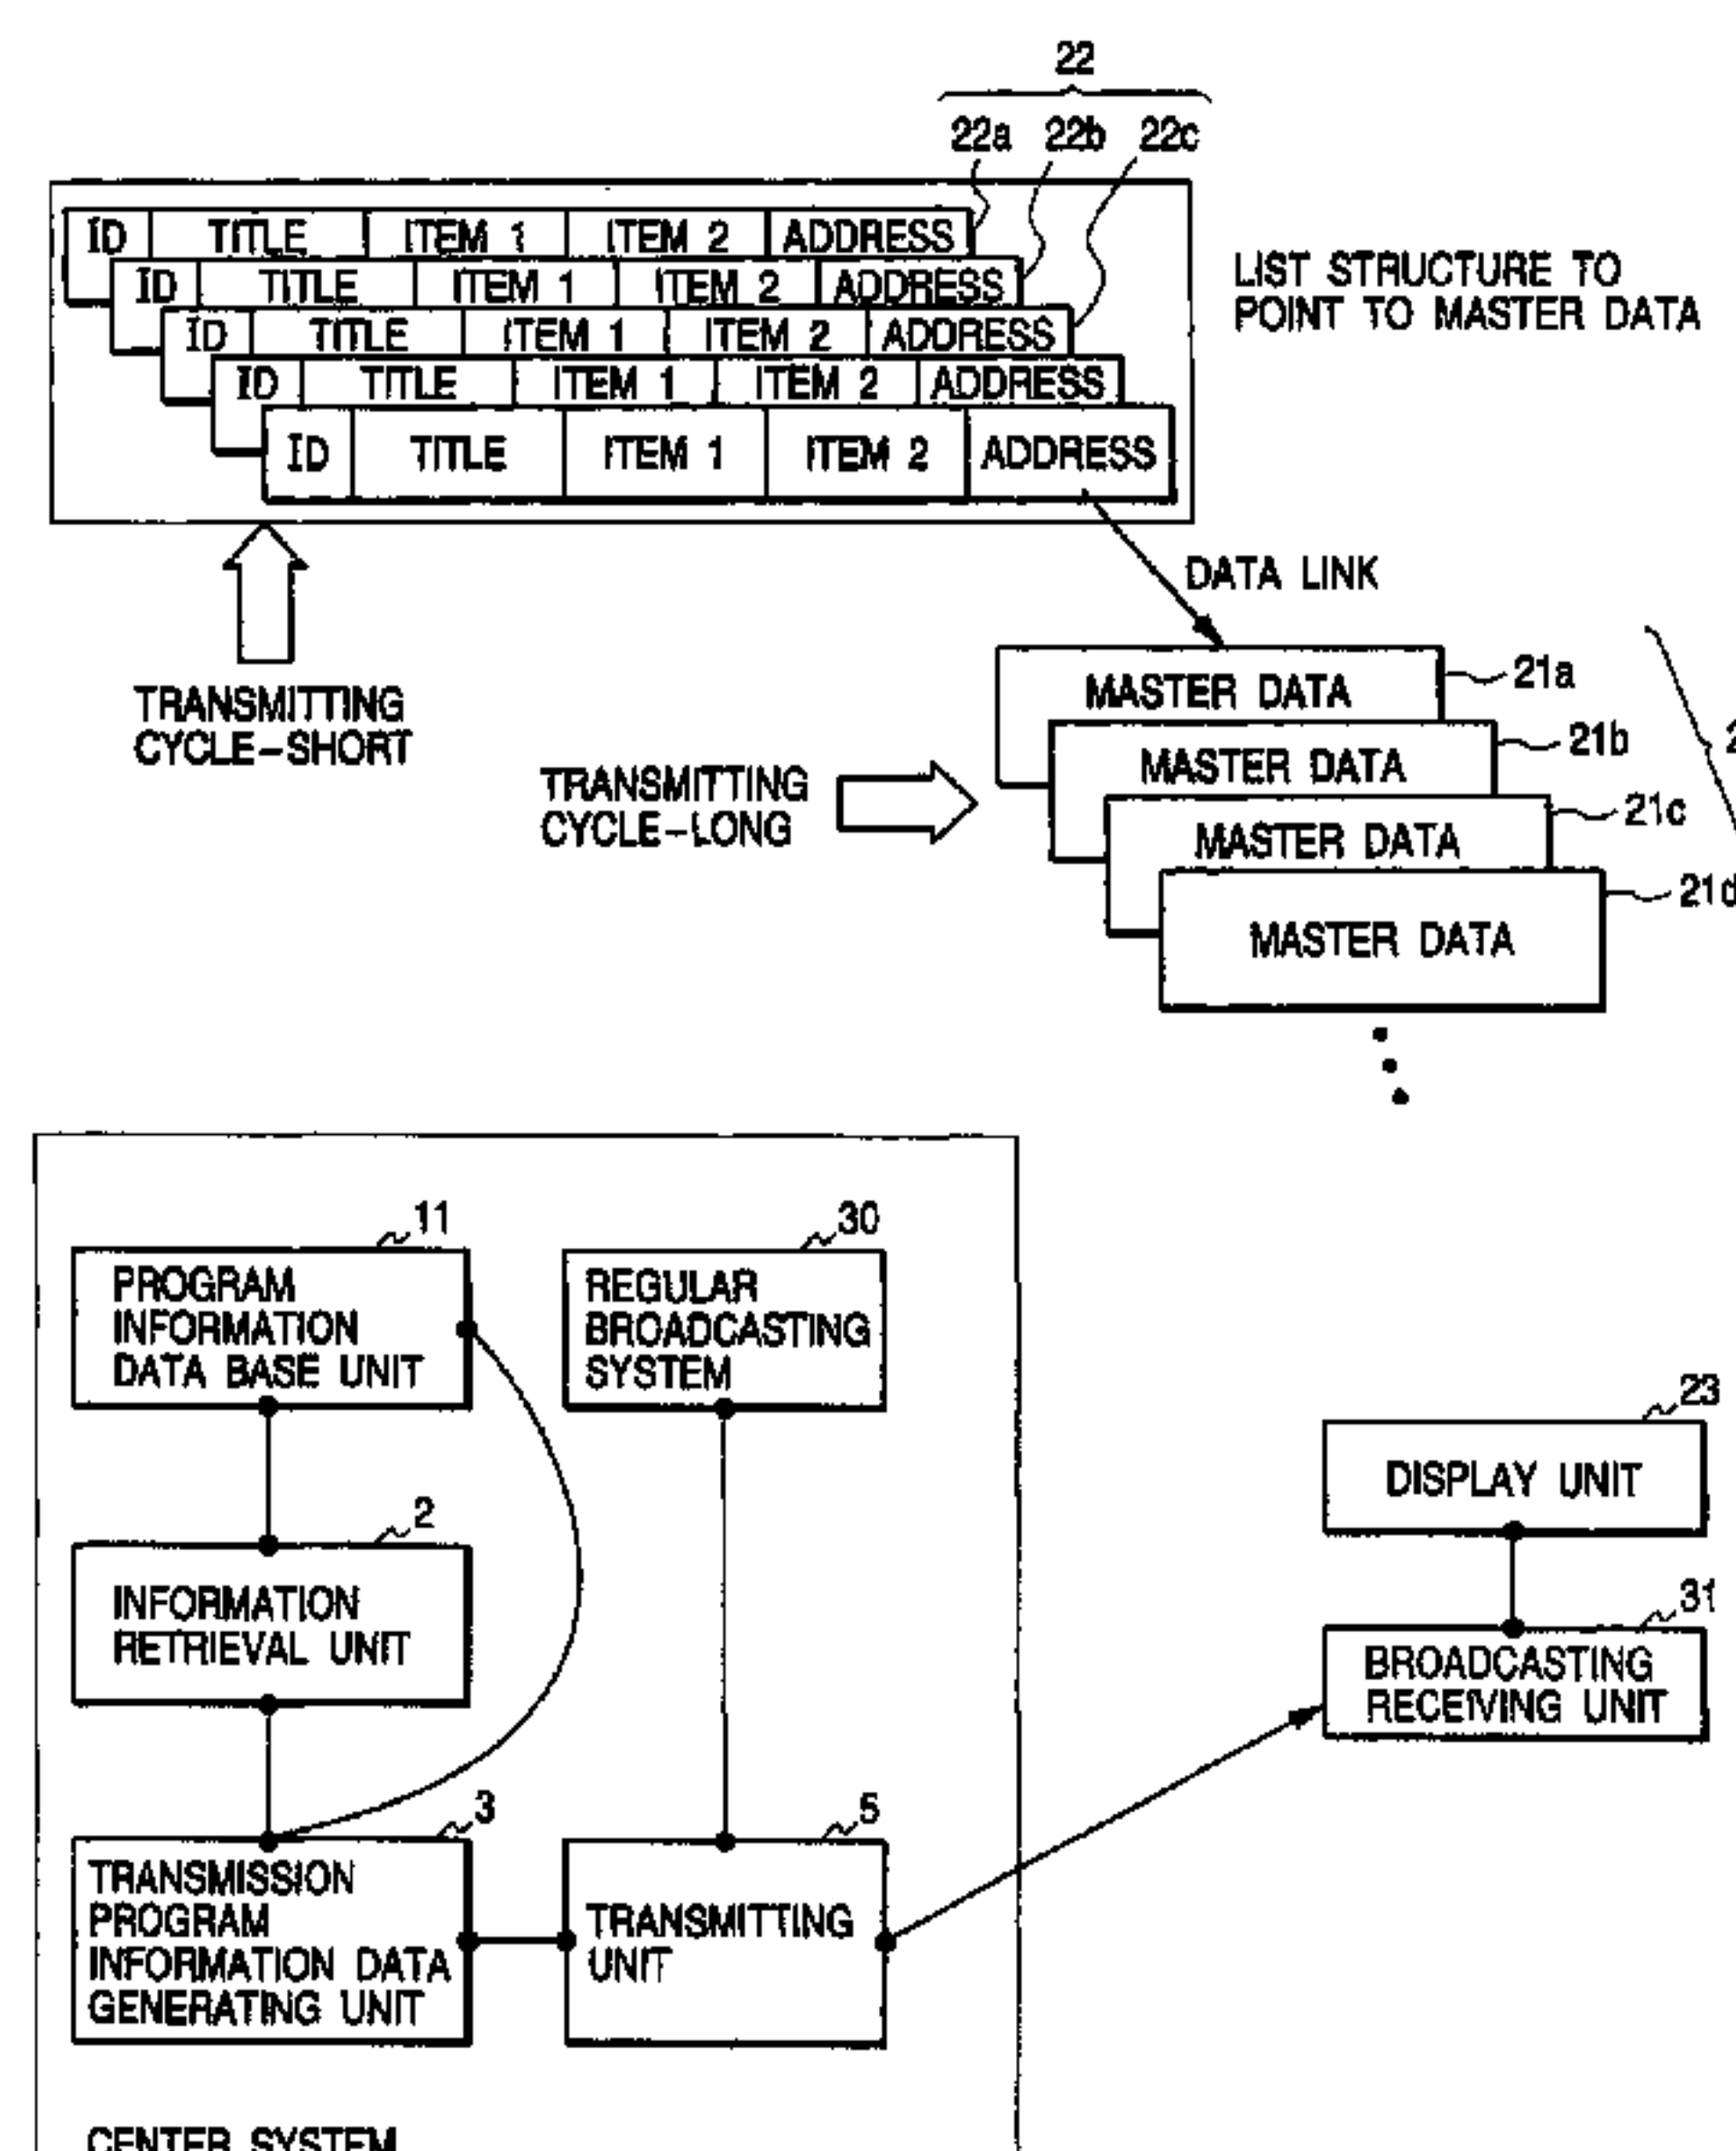 22
22a 22b 22c
ID TITLE ITEM 1 ITEM 2 ADDRESS
ID TITLE ITEM 1 ITEM 2 ADDRESS
ID TITLE ITEM 1 ITEM 2 ADDRESS
ID TITLE ITEM 1 ITEM 2 ADDRESS
ID TITLE ITEM 1 ITEM 2 ADDRESS
LIST STRUCTURE TO
POINT TO MASTER DATA
DATA LINK
TRANSMITTING
CYCLE-SHORT
TRANSMITTING
CYCLE-LONG
MASTER DATA 21a
MASTER DATA 21b
MASTER DATA 21c
MASTER DATA 21d
11
PROGRAM
INFORMATION
DATA BASE UNIT
30
REGULAR
BROADCASTING
SYSTEM
2
INFORMATION
RETRIEVAL UNIT
3
TRANSMISSION
PROGRAM
INFORMATION DATA
GENERATING UNIT
5
TRANSMITTING
UNIT
23
DISPLAY UNIT
31
BROADCASTING
RECEIVING UNIT
CENTER SYSTEM